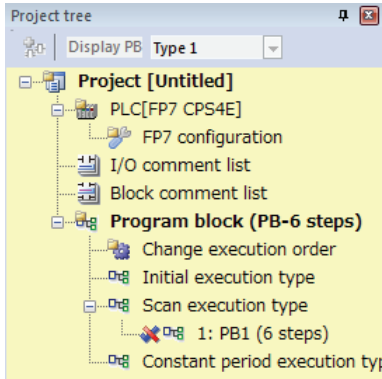 Project tree
Display PB Type 1
Project [Untitled]
PLC[FP7 CPS4E]
FP7 configuration
I/O comment list
Block comment list
Program block (PB-6 steps)
Change execution order
Initial execution type
Scan execution type
1: PB1 (6 steps)
Constant period execution typ